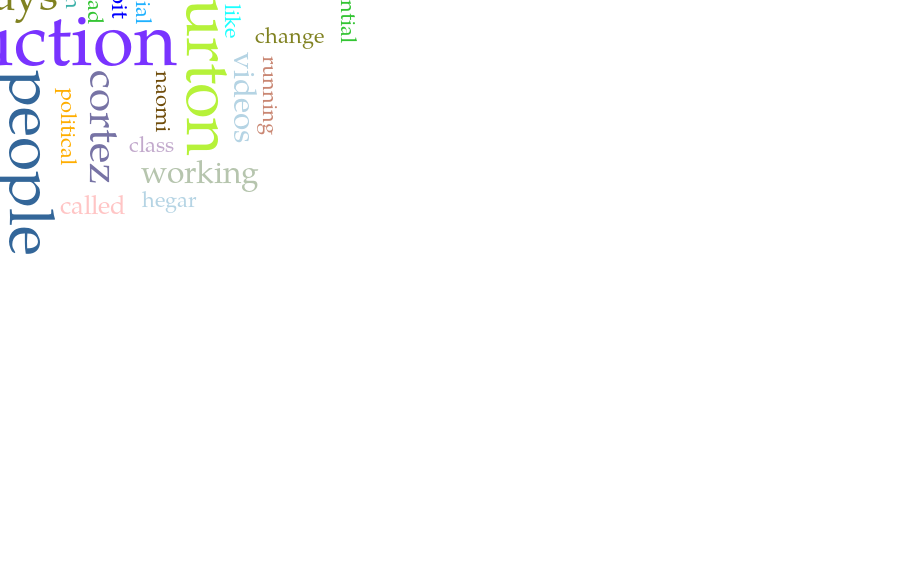 ays
n
ad
oit
ial
urton
like
change
ntial
uction
people
political
cortez
naomi
class
videos
running
working
called
hegar